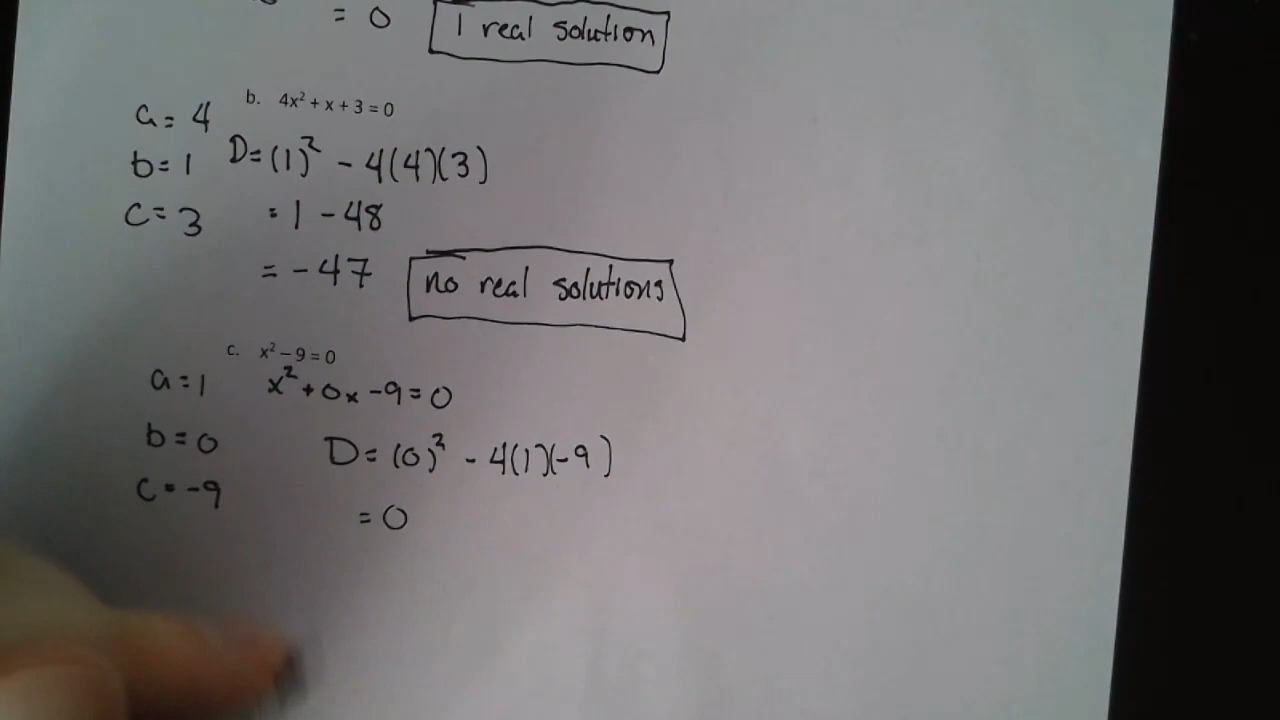 = 0 1 real solution
b. 4x² + x + 3 = 0
a = 4
b = 1 D = (1)² - 4(4)(3)
c = 3 = 1 - 48
= -47 no real solutions
c. x² - 9 = 0
a = 1 x² + 0x - 9 = 0
b = 0 D = (0)² - 4(1)(-9)
c = -9
= 0